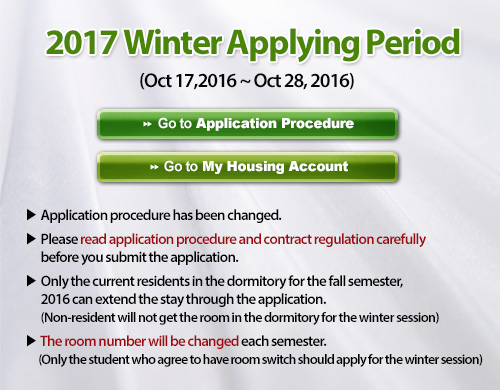 2017 Winter Applying Period
(Oct 17,2016 ~ Oct 28, 2016)
Go to Application Procedure
Go to My Housing Account
Application procedure has been changed.
Please read application procedure and contract regulation carefully
before you submit the application.
Only the current residents in the dormitory for the fall semester,
2016 can extend the stay through the application.
(Non-resident will not get the room in the dormitory for the winter session)
The room number will be changed each semester.
(Only the student who agree to have room switch should apply for the winter session)